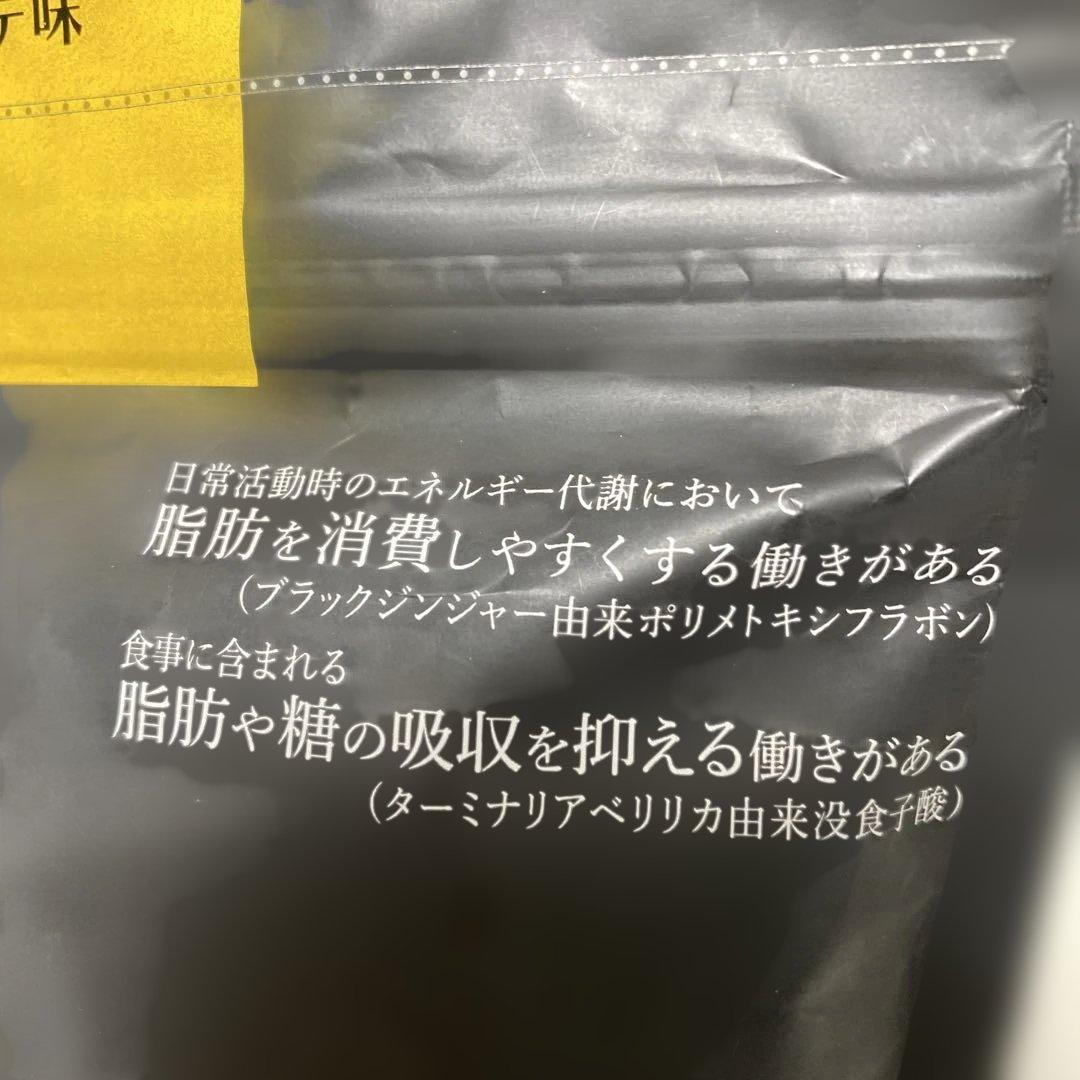 テ味
日常活動時のエネルギー代謝において
脂肪を消費しやすくする働きがある
(ブラックジンジャー由来ポリメトキシフラボン)
食事に含まれる
脂肪や糖の吸収を抑える働きがある
(ターミナリアベリリカ由来没食子酸)